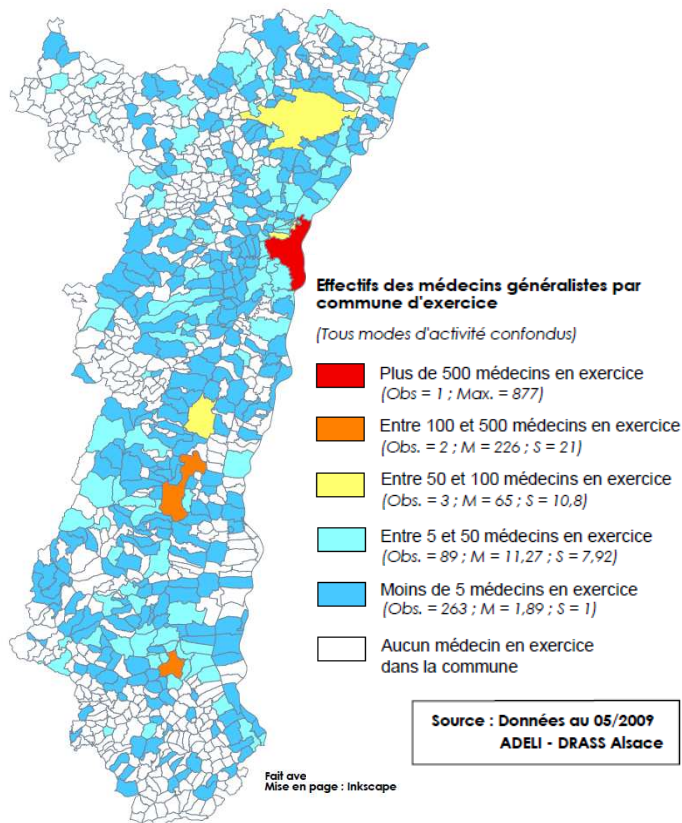 Effectifs des médecins généralistes par
commune d'exercice
(Tous modes d'activité confondus)
Plus de 500 médecins en exercice
(Obs = 1 ; Max. = 877)
Entre 100 et 500 médecins en exercice
(Obs. = 2 ; M = 226 ; S = 21)
Entre 50 et 100 médecins en exercice
(Obs. = 3 ; M = 65 ; S = 10,8)
Entre 5 et 50 médecins en exercice
(Obs. = 89 ; M = 11,27 ; S = 7,92)
Moins de 5 médecins en exercice
(Obs. = 263 ; M = 1,89 ; S = 1)
Aucun médecin en exercice
dans la commune
Source : Données au 05/2009
ADELI - DRASS Alsace
Fait ave
Mise en page : Inkscape